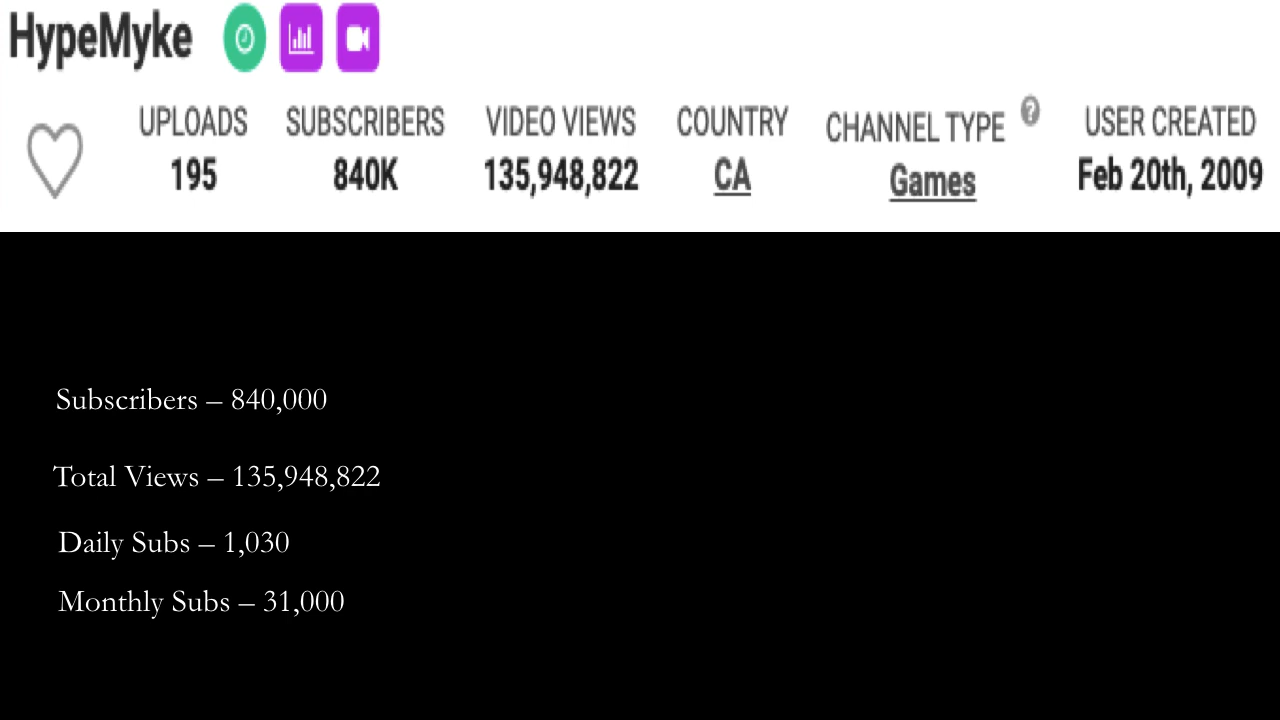 HypeMyke
UPLOADS SUBSCRIBERS VIDEO VIEWS COUNTRY CHANNEL TYPE ? USER CREATED
195 840K 135,948,822 CA Games Feb 20th, 2009
Subscribers – 840,000
Total Views – 135,948,822
Daily Subs – 1,030
Monthly Subs – 31,000